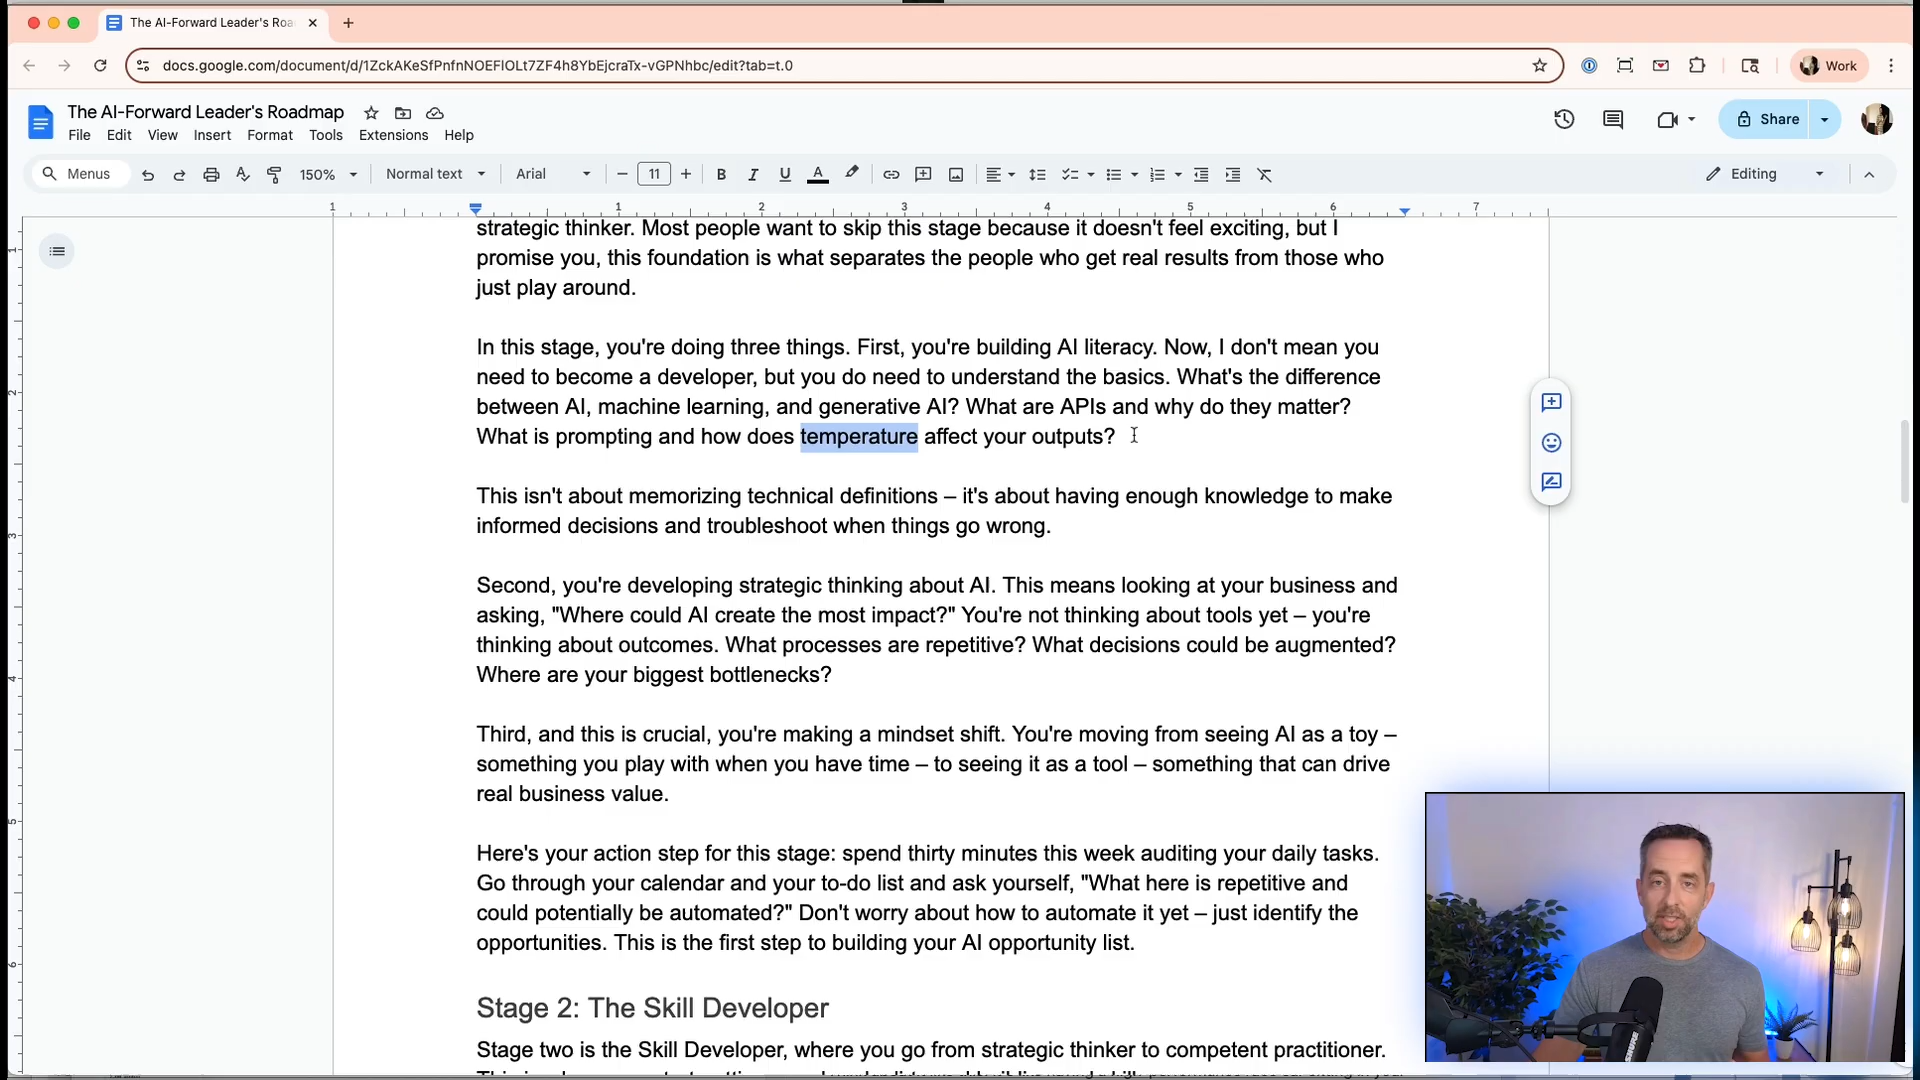 The AI-Forward Leader's Roa
docs.google.com/document/d/1ZckAKeSfPnfnNOEFIOLt7ZF4h8YbEjcraTx-vGPNhbc/edit?tab=t.0
Work
The AI-Forward Leader's Roadmap
File Edit View Insert Format Tools Extensions Help
Share
Menus
150%
Normal text
Arial
11
Editing
1 1 2 3 4 5 6 7
strategic thinker. Most people want to skip this stage because it doesn't feel exciting, but I
promise you, this foundation is what separates the people who get real results from those who
just play around.
In this stage, you're doing three things. First, you're building AI literacy. Now, I don't mean you
need to become a developer, but you do need to understand the basics. What's the difference
between AI, machine learning, and generative AI? What are APIs and why do they matter?
What is prompting and how does temperature affect your outputs?
This isn't about memorizing technical definitions – it's about having enough knowledge to make
informed decisions and troubleshoot when things go wrong.
Second, you're developing strategic thinking about AI. This means looking at your business and
asking, "Where could AI create the most impact?" You're not thinking about tools yet – you're
thinking about outcomes. What processes are repetitive? What decisions could be augmented?
Where are your biggest bottlenecks?
Third, and this is crucial, you're making a mindset shift. You're moving from seeing AI as a toy –
something you play with when you have time – to seeing it as a tool – something that can drive
real business value.
Here's your action step for this stage: spend thirty minutes this week auditing your daily tasks.
Go through your calendar and your to-do list and ask yourself, "What here is repetitive and
could potentially be automated?" Don't worry about how to automate it yet – just identify the
opportunities. This is the first step to building your AI opportunity list.
Stage 2: The Skill Developer
Stage two is the Skill Developer, where you go from strategic thinker to competent practitioner.
SHURE